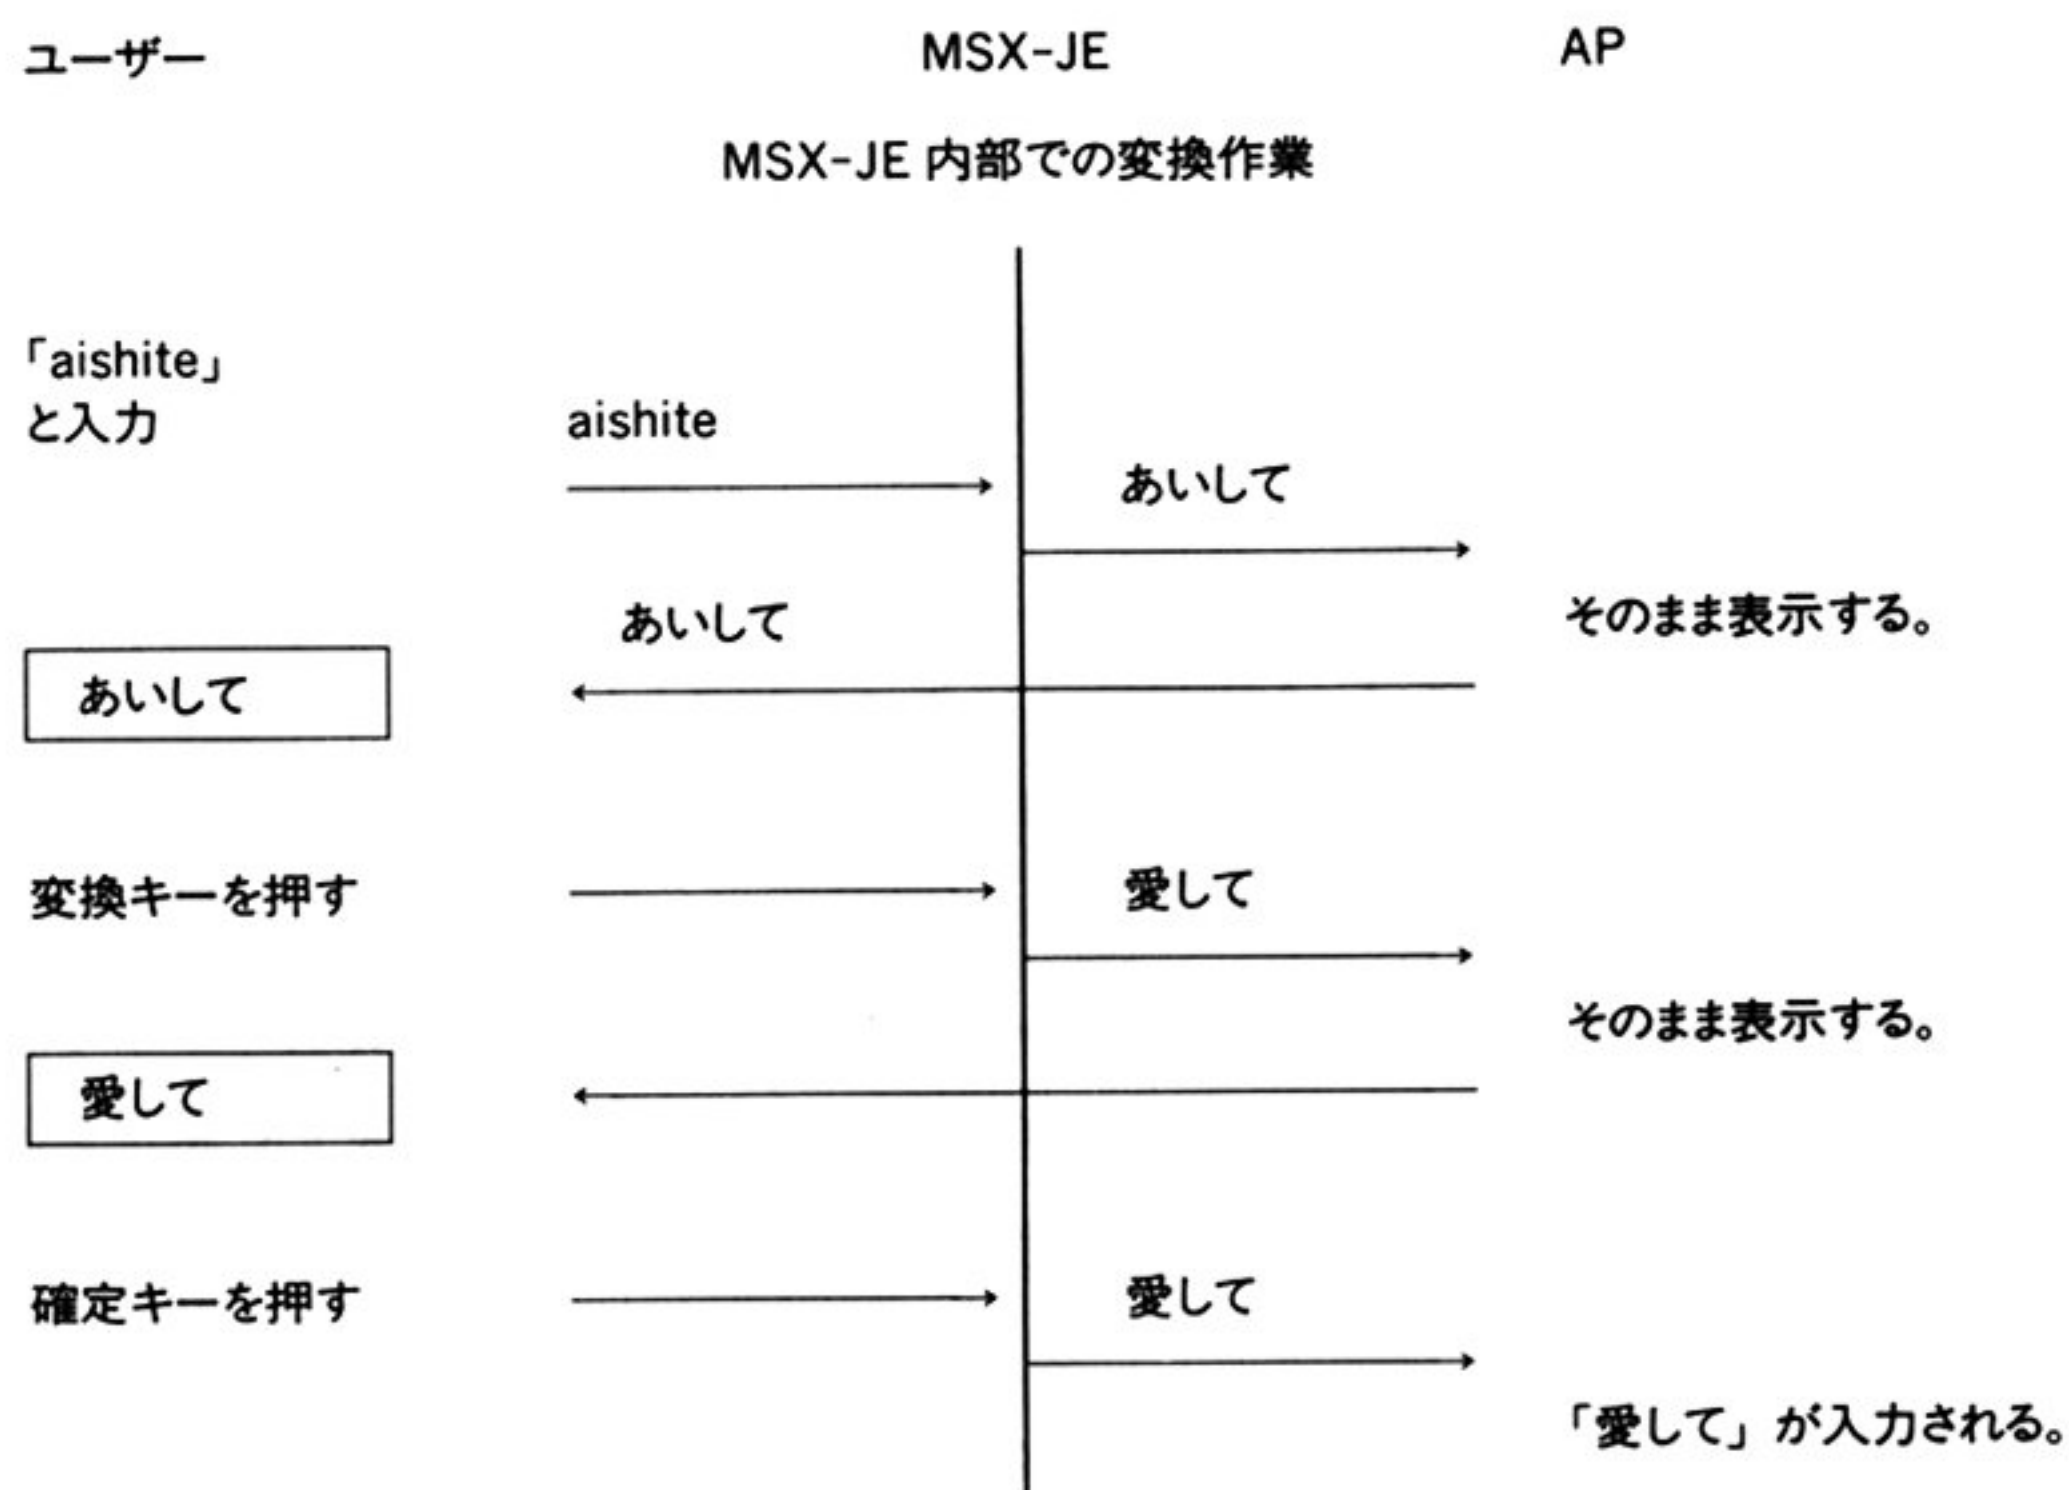 ユーザー
MSX-JE
AP
MSX-JE 内部での変換作業
「aishite」
と入力
aishite
あいして
あいして
そのまま表示する。
あいして
変換キーを押す
愛して
そのまま表示する。
愛して
確定キーを押す
愛して
「愛して」が入力される。